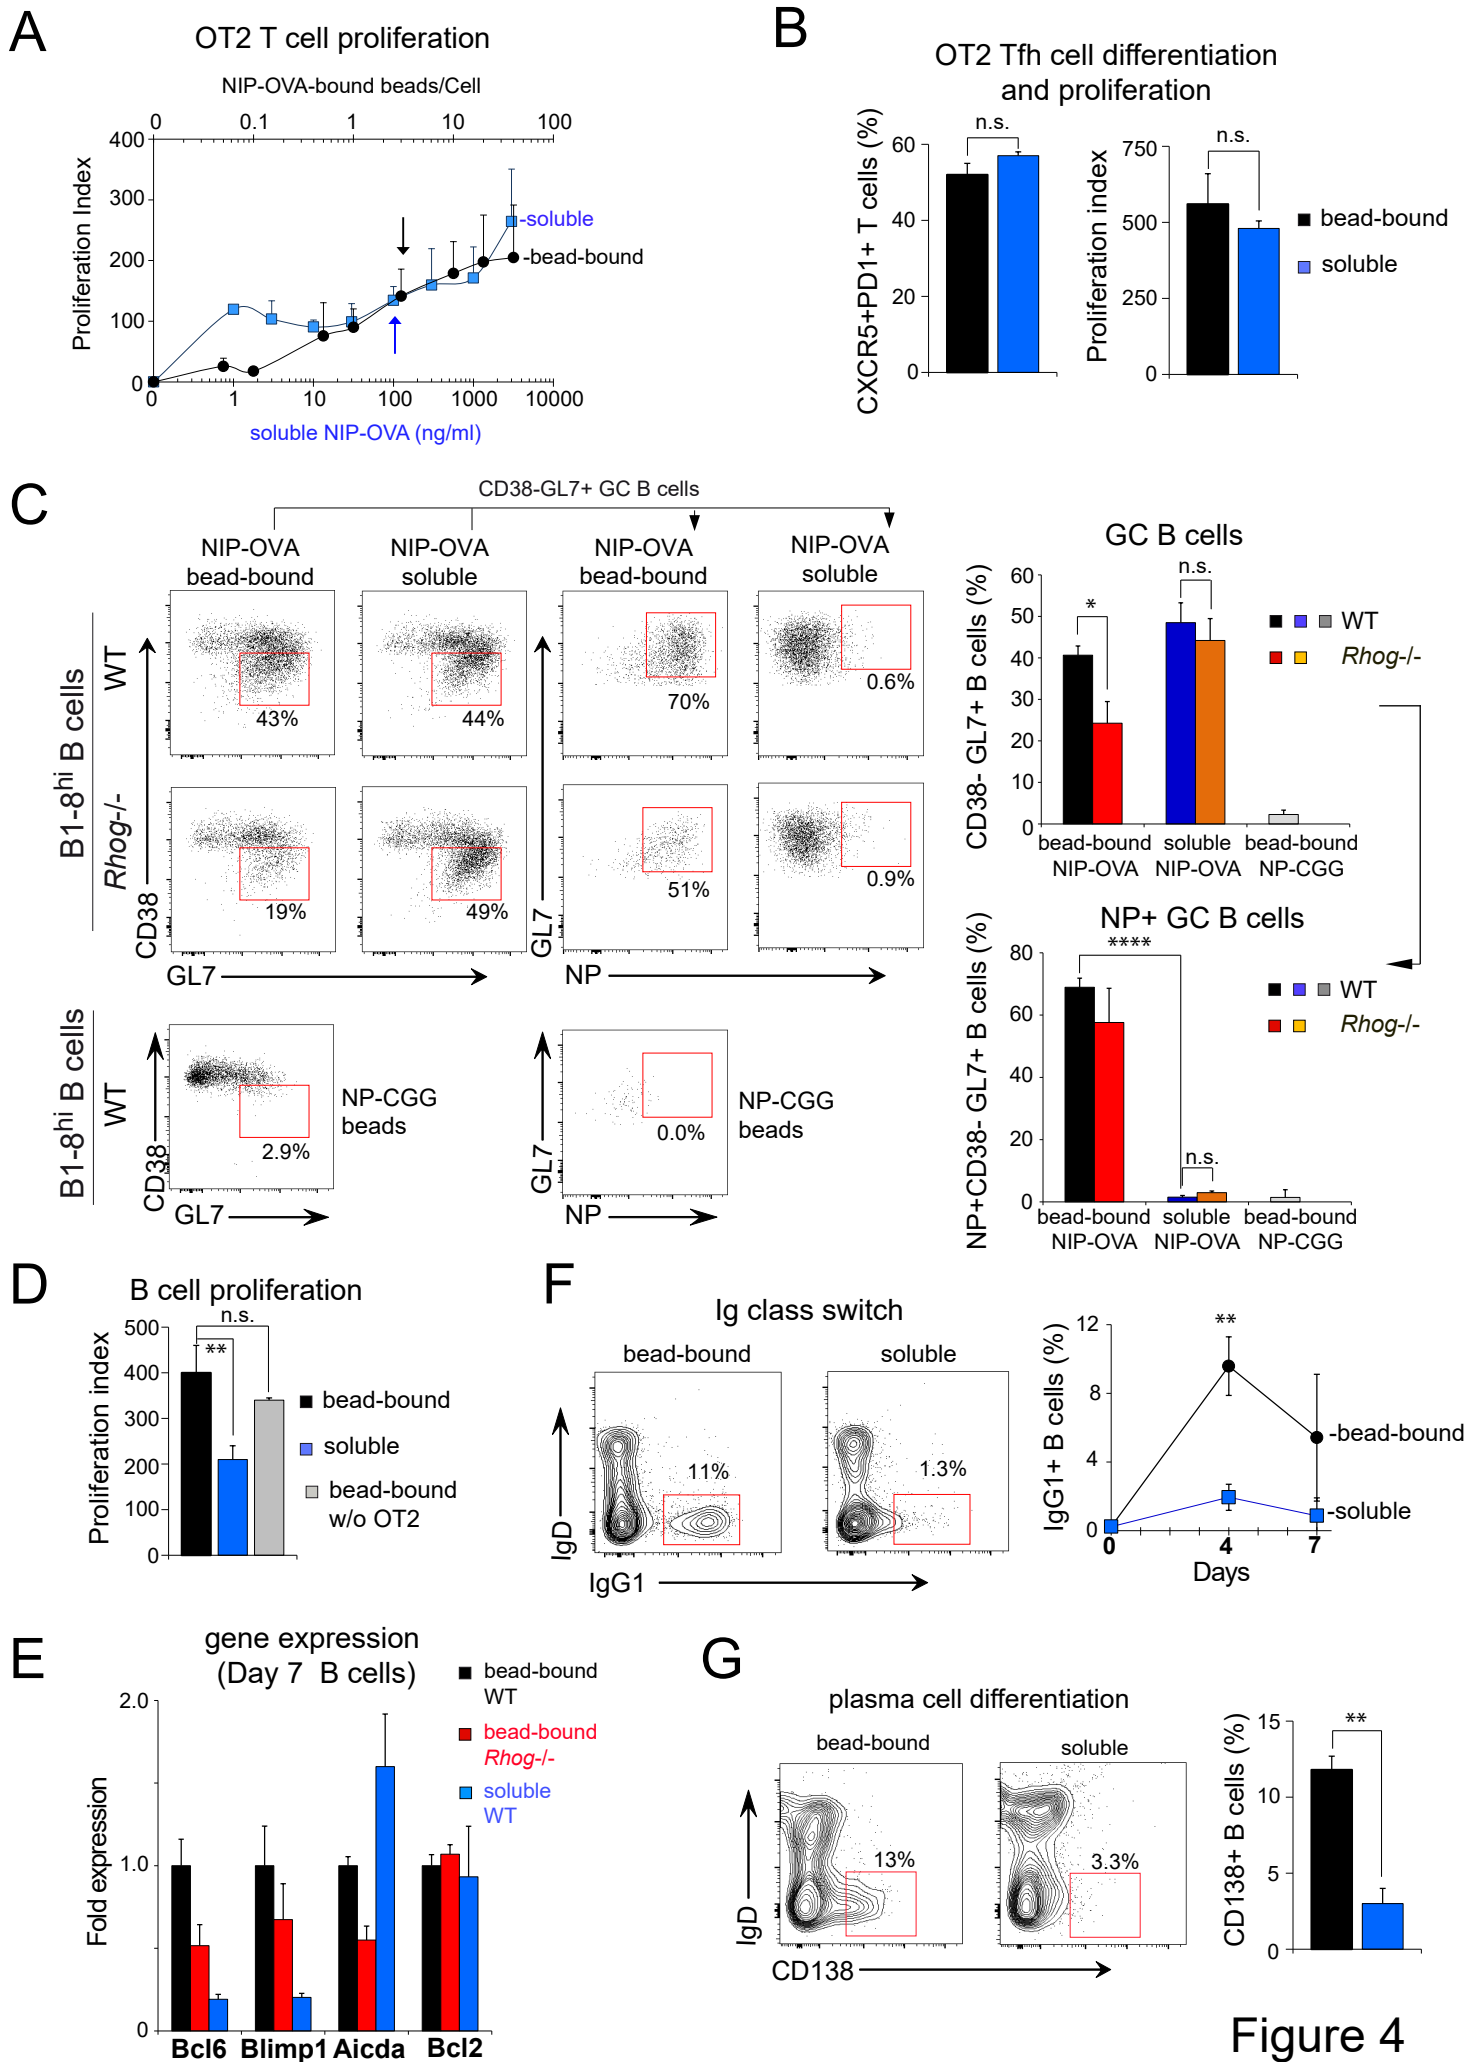 A
OT2 T cell proliferation
NIP-OVA-bound beads/Cell
0 0.1 1 10 100
Proliferation Index
400
300
200
100
0
-soluble
-bead-bound
0 1 10 100 1000 10000
soluble NIP-OVA (ng/ml)
B
OT2 Tfh cell differentiation
and proliferation
CXCR5+PD1+ T cells (%)
60
40
20
0
n.s.
Proliferation index
750
500
250
0
n.s.
bead-bound
soluble
C
CD38-GL7+ GC B cells
NIP-OVA
bead-bound
NIP-OVA
soluble
NIP-OVA
bead-bound
NIP-OVA
soluble
B1-8hi B cells
WT
Rhog-/-
43%
44%
70%
0.6%
19%
49%
51%
0.9%
CD38
GL7
GL7
NP
B1-8hi B cells
WT
CD38
2.9%
GL7
NP-CGG
beads
GL7
0.0%
NP
NP-CGG
beads
GC B cells
CD38- GL7+ B cells (%)
60
50
40
30
20
10
0
*
n.s.
WT
Rhog-/-
bead-bound soluble bead-bound
NIP-OVA NIP-OVA NP-CGG
NP+ GC B cells
NP+CD38- GL7+ B cells (%)
80
60
40
20
0
****
n.s.
WT
Rhog-/-
bead-bound soluble bead-bound
NIP-OVA NIP-OVA NP-CGG
D
B cell proliferation
Proliferation index
500
400
300
200
100
0
n.s.
**
bead-bound
soluble
bead-bound
w/o OT2
F
Ig class switch
bead-bound
soluble
11%
1.3%
IgD
IgG1
IgG1+ B cells (%)
12
8
4
0
**
-bead-bound
-soluble
0 4 7
Days
E
gene expression
(Day 7 B cells)
Fold expression
2.0
1.0
0
bead-bound
WT
bead-bound
Rhog-/-
soluble
WT
Bcl6 Blimp1 Aicda Bcl2
G
plasma cell differentiation
bead-bound
soluble
13%
3.3%
IgD
CD138
CD138+ B cells (%)
15
10
5
0
**
Figure 4